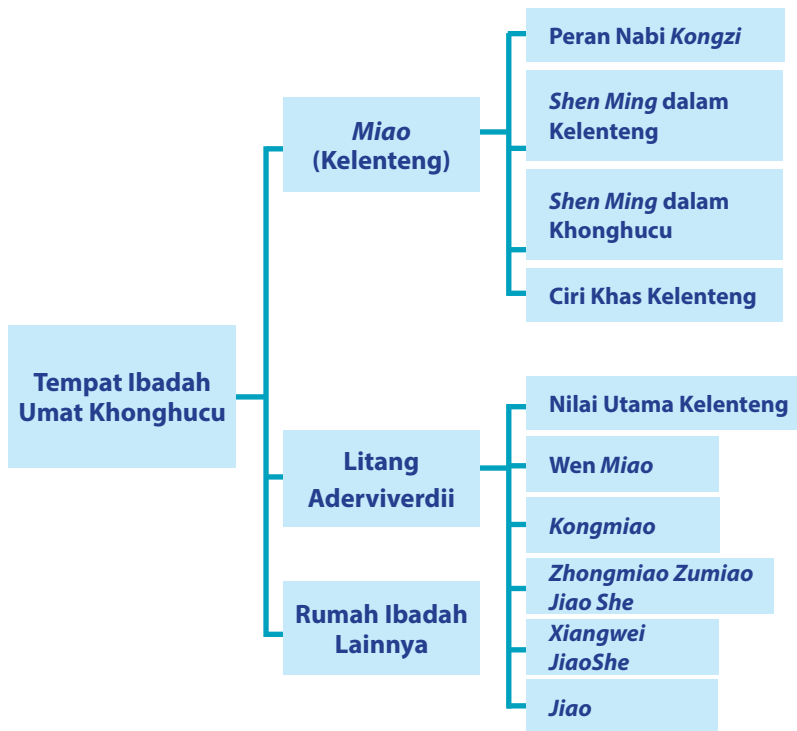 Tempat Ibadah
Umat Khonghucu
Miao
(Kelenteng)
Peran Nabi Kongzi
Shen Ming dalam
Kelenteng
Shen Ming dalam
Khonghucu
Ciri Khas Kelenteng
Litang
Aderviverdii
Nilai Utama Kelenteng
Wen Miao
Kongmiao
Zhongmiao Zumiao
Jiao She
Xiangwei
JiaoShe
Jiao
Rumah Ibadah
Lainnya